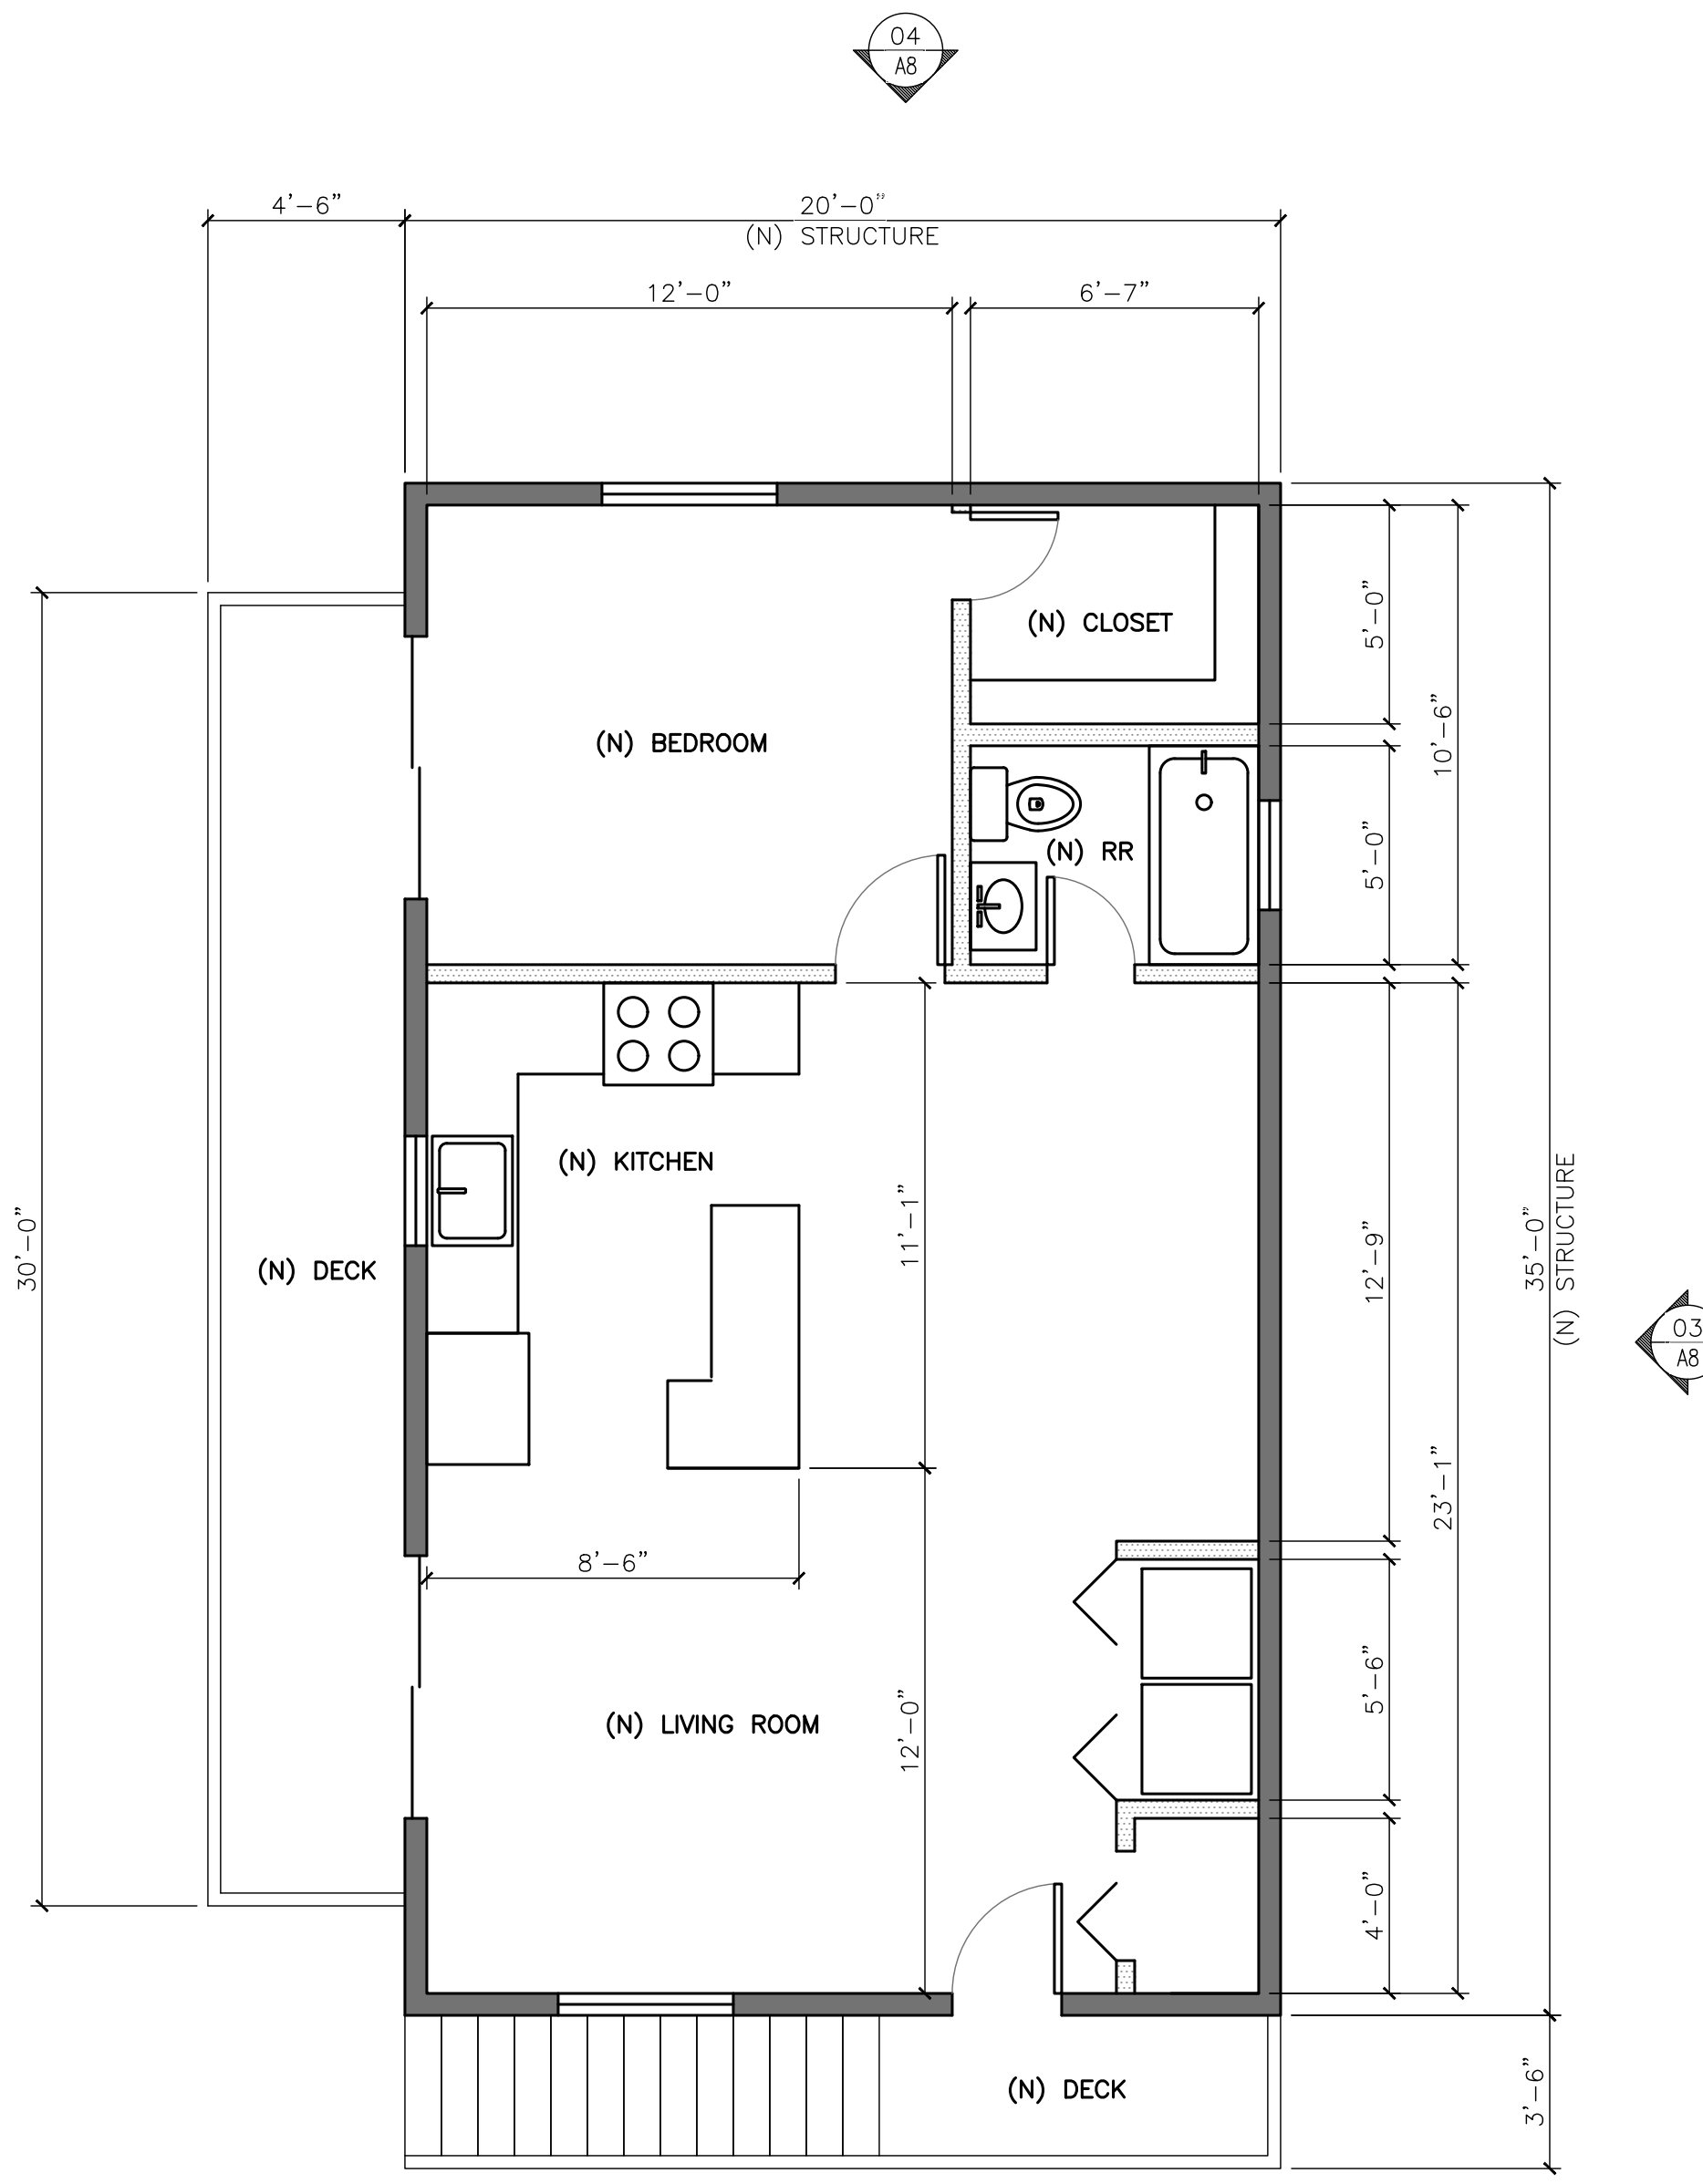 04
A8
4'-6"
20'-0"
(N) STRUCTURE
12'-0"
6'-7"
(N) CLOSET
5'-0"
10'-6"
(N) BEDROOM
(N) RR
5'-0"
(N) KITCHEN
11'-1"
12'-9"
35'-0"
(N) STRUCTURE
30'-0"
(N) DECK
03
A8
23'-1"
8'-6"
5'-6"
(N) LIVING ROOM
12'-0"
4'-0"
(N) DECK
3'-6"